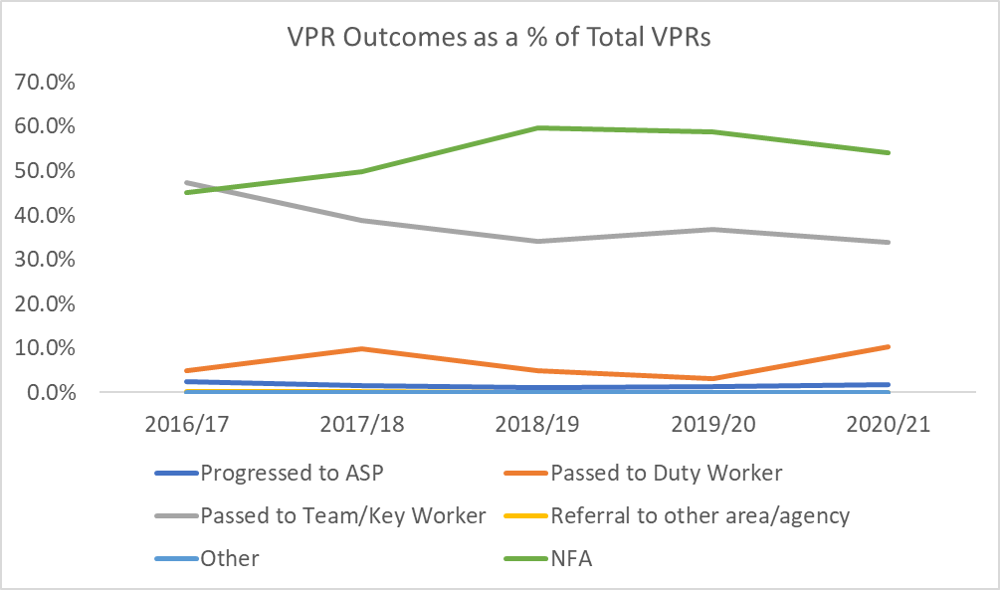 VPR Outcomes as a % of Total VPRs
70.0%
60.0%
50.0%
40.0%
30.0%
20.0%
10.0%
0.0%
2016/17 2017/18 2018/19 2019/20 2020/21
Progressed to ASP Passed to Duty Worker
Passed to Team/Key Worker Referral to other area/agency
Other NFA